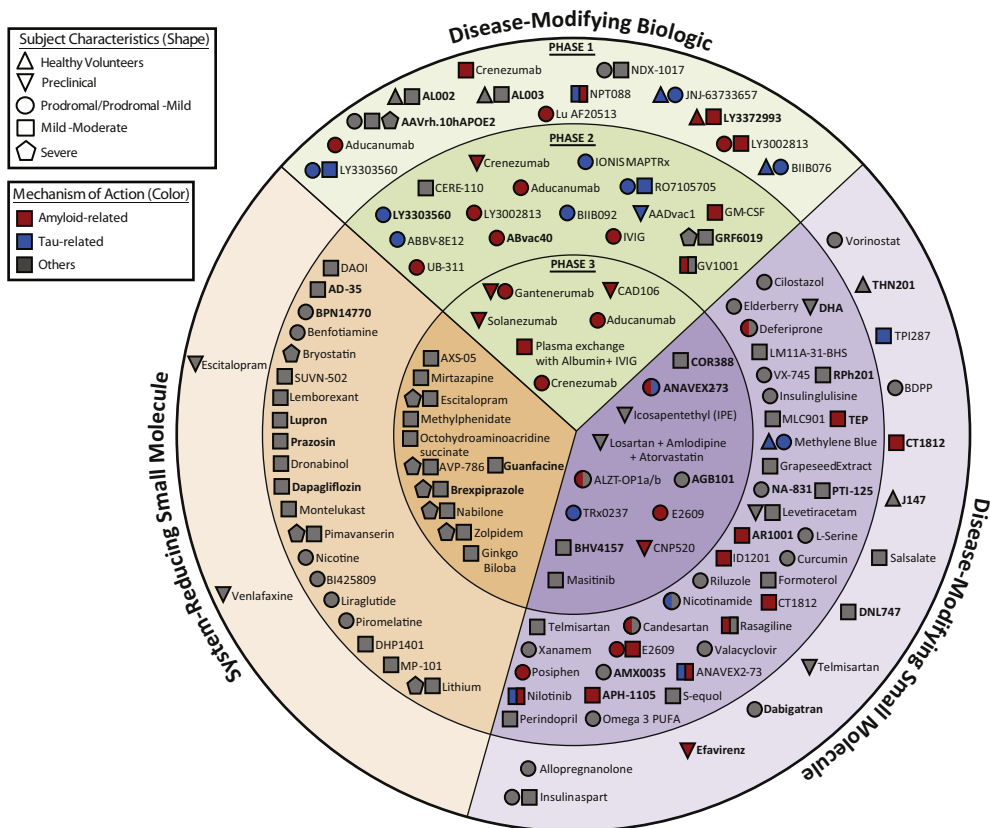 Disease-Modifying Biologic
Subject Characteristics (Shape)
Healthy Volunteers
Preclinical
Prodromal/Prodromal -Mild
Mild -Moderate
Severe
Mechanism of Action (Color)
Amyloid-related
Tau-related
Others
PHASE 1
Crenezumab
NDX-1017
AL002
AL003
NPT088
JNJ-63733657
AAVrh.10hAPOE2
Lu AF20513
LY3372993
Aducanumab
LY3002813
LY3303560
BIIB076
PHASE 2
Crenezumab
IONIS MAPTRx
CERE-110
Aducanumab
RO7105705
LY3303560
LY3002813
BIIB092
AADvac1
GM-CSF
ABBV-8E12
ABvac40
IVIG
GRF6019
UB-311
GV1001
PHASE 3
Gantenerumab
CAD106
Solanezumab
Aducanumab
Plasma exchange
with Albumin+ IVIG
Crenezumab
System-Reducing Small Molecule
Escitalopram
Venlafaxine
DAOI
AD-35
BPN14770
Benfotiamine
Bryostatin
SUVN-502
Lemborexant
Lupron
Prazosin
Dronabinol
Dapagliflozin
Montelukast
Pimavanserin
Nicotine
BI425809
Liraglutide
Piromelatine
DHP1401
MP-101
Lithium
AXS-05
Mirtazapine
Escitalopram
Methylphenidate
Octohydroaminoacridine
succinate
AVP-786
Guanfacine
Brexpiprazole
Nabilone
Zolpidem
Ginkgo
Biloba
COR388
ANAVEX2-73
Icosapentethyl (IPE)
Losartan + Amlodipine
+ Atorvastatin
ALZT-OP1a/b
AGB101
TRx0237
E2609
BHV4157
CNP520
Masitinib
Cilostazol
Elderberry
DHA
Deferiprone
LM11A-31-BHS
VX-745
RPh201
Insulinglulisine
MLC901
TEP
Methylene Blue
GrapeseedExtract
NA-831
PTI-125
Levetiracetam
AR1001
L-Serine
ID1201
Curcumin
Riluzole
Formoterol
Nicotinamide
CT1812
Telmisartan
Candesartan
Rasagiline
Xanamem
E2609
Valacyclovir
Posiphen
AMX0035
ANAVEX2-73
Nilotinib
APH-1105
S-equol
Perindopril
Omega 3 PUFA
Vorinostat
THN201
TPI287
BDPP
CT1812
J147
Salsalate
DNL747
Telmisartan
Dabigatran
Efavirenz
Allopregnanolone
Insulinaspart
Disease-Modifying Small Molecule